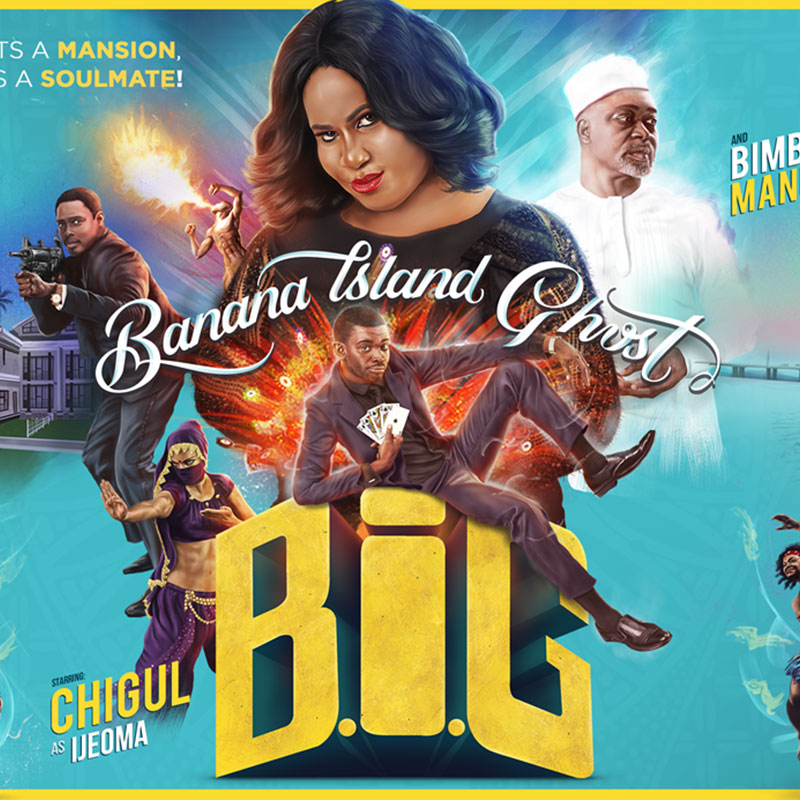 TS A MANSION,
S A SOULMATE!
AND
BIMB
MAN
Banana Island Ghost
B.I.G
STARRING:
CHIGUL
AS IJEOMA